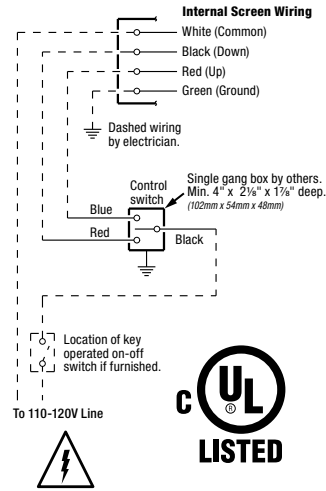 Internal Screen Wiring
White (Common)
Black (Down)
Red (Up)
Green (Ground)
Dashed wiring
by electrician.
Single gang box by others.
Min. 4" x 2⅛" x 1⅞" deep.
(102mm x 54mm x 48mm)
Control
switch
Blue
Red
Black
Location of key
operated on-off
switch if furnished.
To 110-120V Line
C UL ®
LISTED